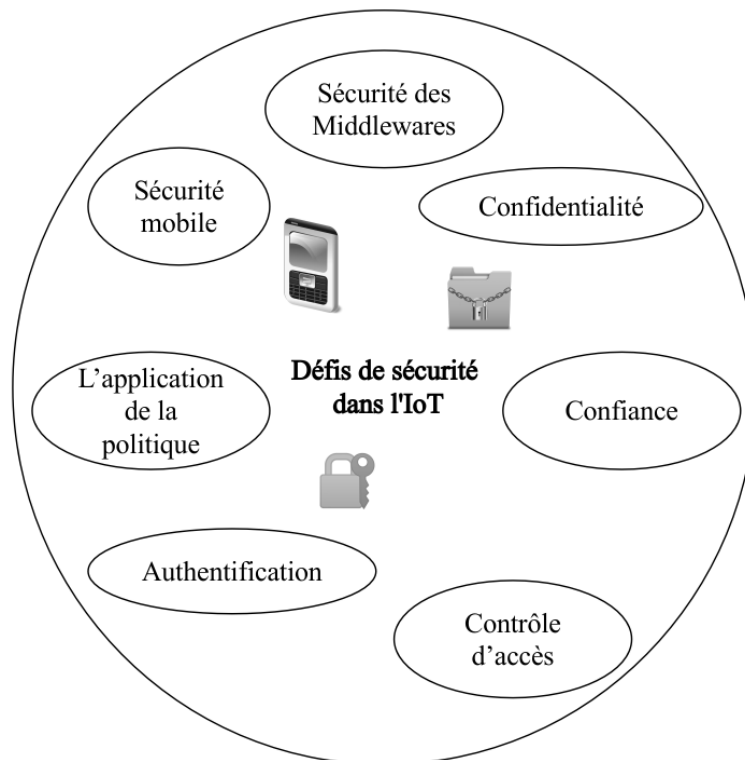 Sécurité des
Middlewares
Sécurité
mobile
Confidentialité
Défis de sécurité
dans l'IoT
L’application
de la
politique
Confiance
Authentification
Contrôle
d’accès